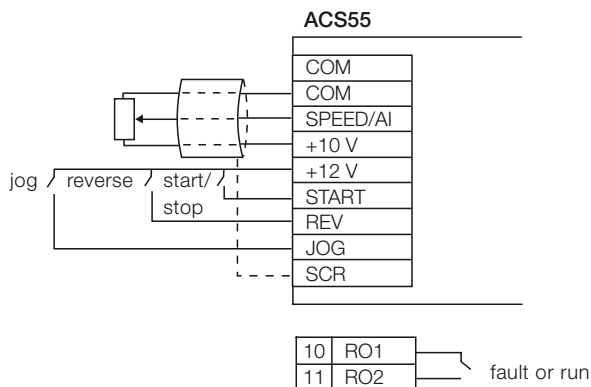 ACS55
COM
COM
SPEED/AI
+10 V
+12 V
jog reverse start/
stop
START
REV
JOG
SCR
10 RO1
11 RO2
fault or run